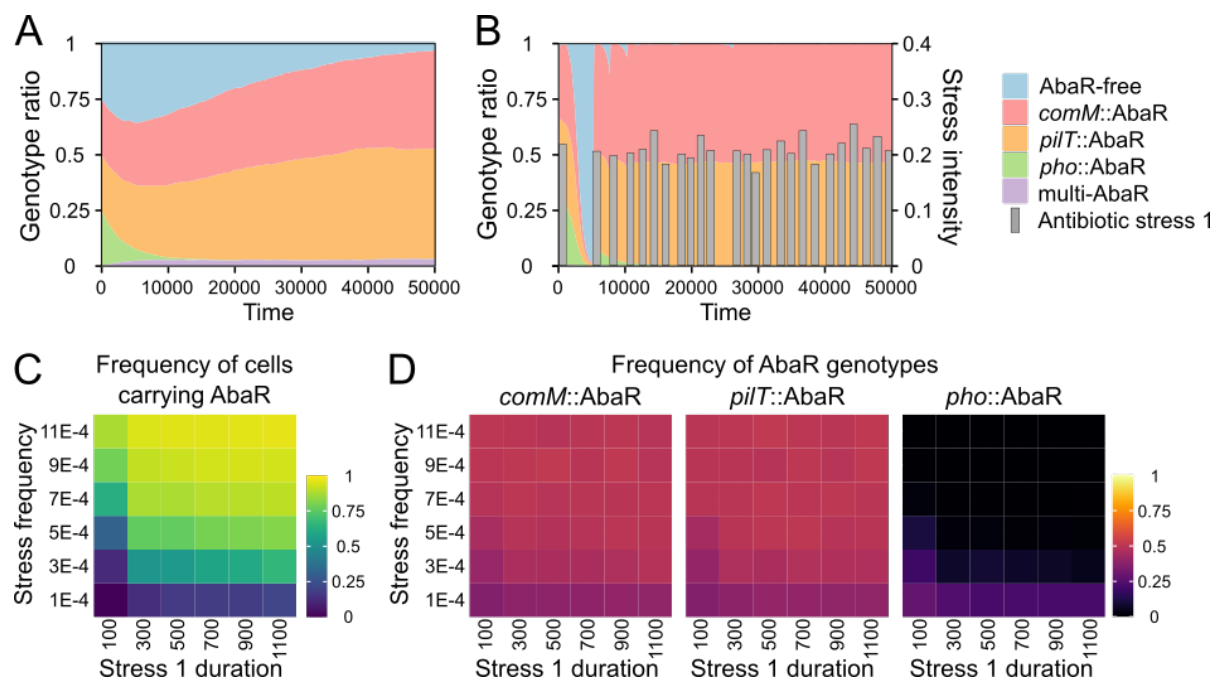 A
B
1
0.75
0.5
0.25
0
Genotype ratio
0 10000 20000 30000 40000 50000
Time
1
0.75
0.5
0.25
0
Genotype ratio
0.4
0.3
0.2
0.1
0
Stress intensity
0 10000 20000 30000 40000 50000
Time
AbaR-free
comM::AbaR
pilT::AbaR
pho::AbaR
multi-AbaR
Antibiotic stress 1
C
Frequency of cells
carrying AbaR
11E-4
9E-4
7E-4
5E-4
3E-4
1E-4
Stress frequency
100 300 500 700 900 1100
Stress 1 duration
1
0.75
0.5
0.25
0
D
Frequency of AbaR genotypes
comM::AbaR pilT::AbaR pho::AbaR
11E-4
9E-4
7E-4
5E-4
3E-4
1E-4
Stress frequency
100 300 500 700 900 1100
Stress 1 duration
100 300 500 700 900 1100
Stress 1 duration
100 300 500 700 900 1100
Stress 1 duration
1
0.75
0.5
0.25
0